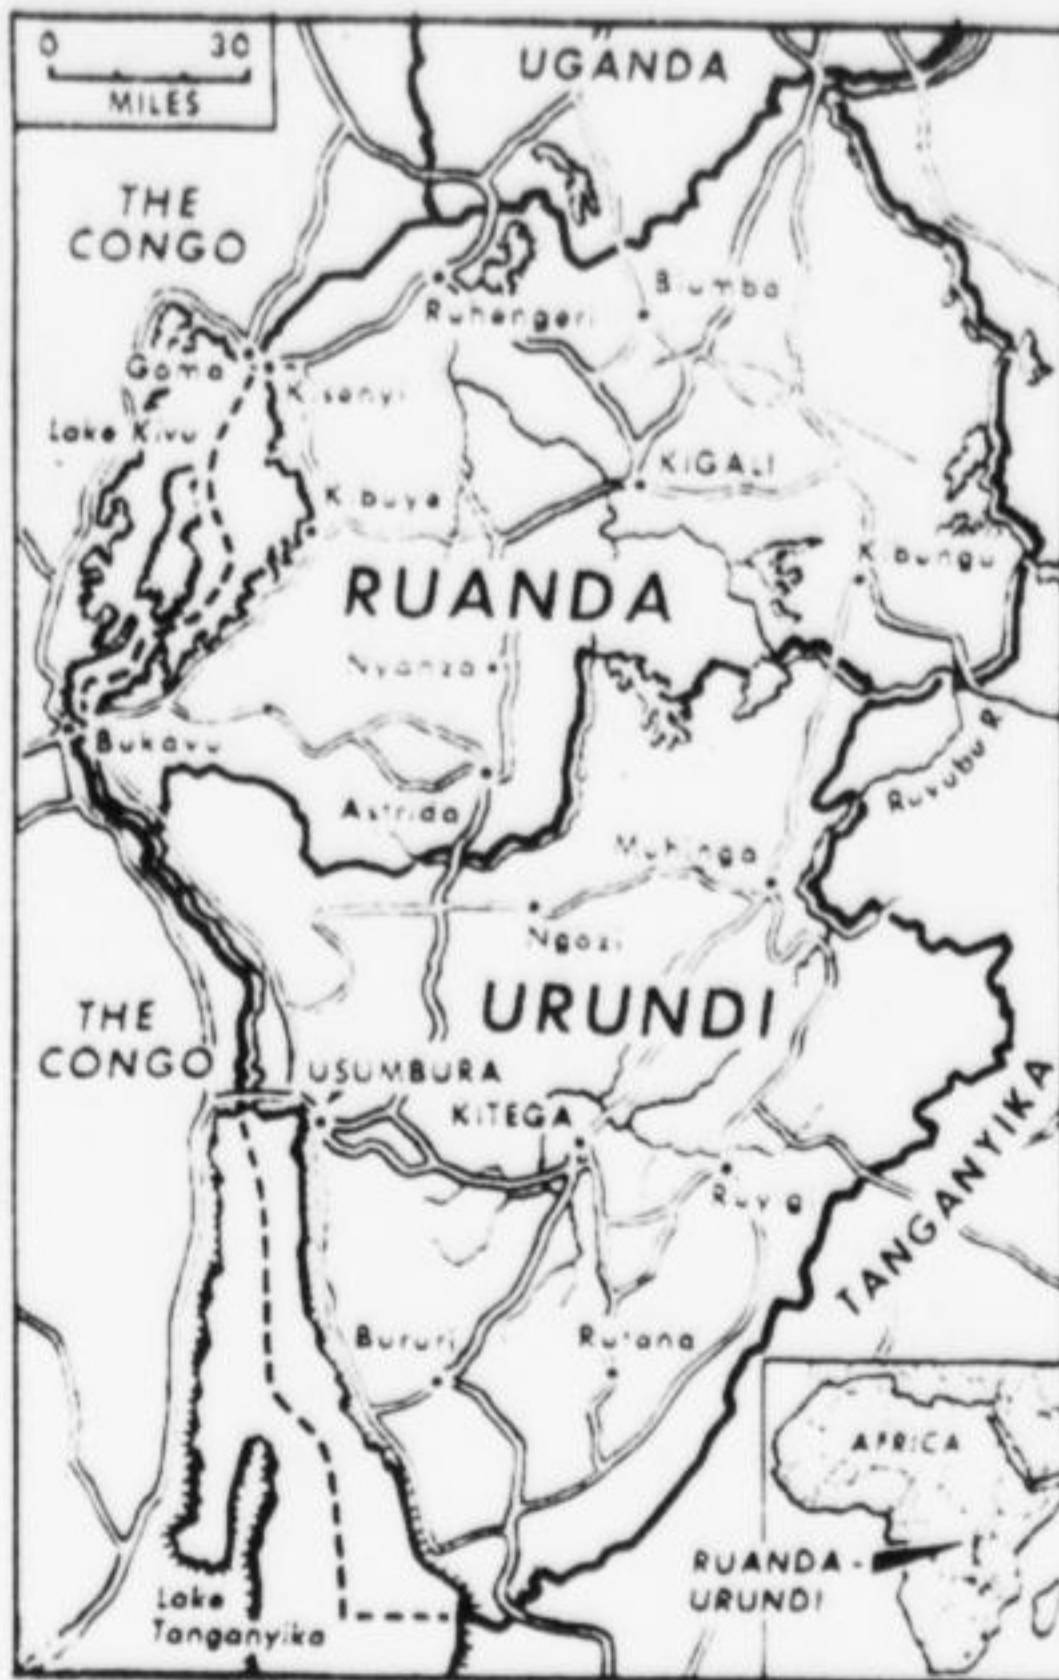 0 30
MILES
UGANDA
THE
CONGO
Biumba
Ruhengeri
Goma
Kisenyi
Lake Kivu
KIGALI
Kibuye
Kibungu
RUANDA
Nyanza
Ruvubu R
Bukavu
Astrida
Muhinga
Ngozi
URUNDI
THE
CONGO
USUMBURA
KITEGA
TANGANYIKA
Bururi
Rutana
AFRICA
RUANDA-
URUNDI
Lake
Tanganyika